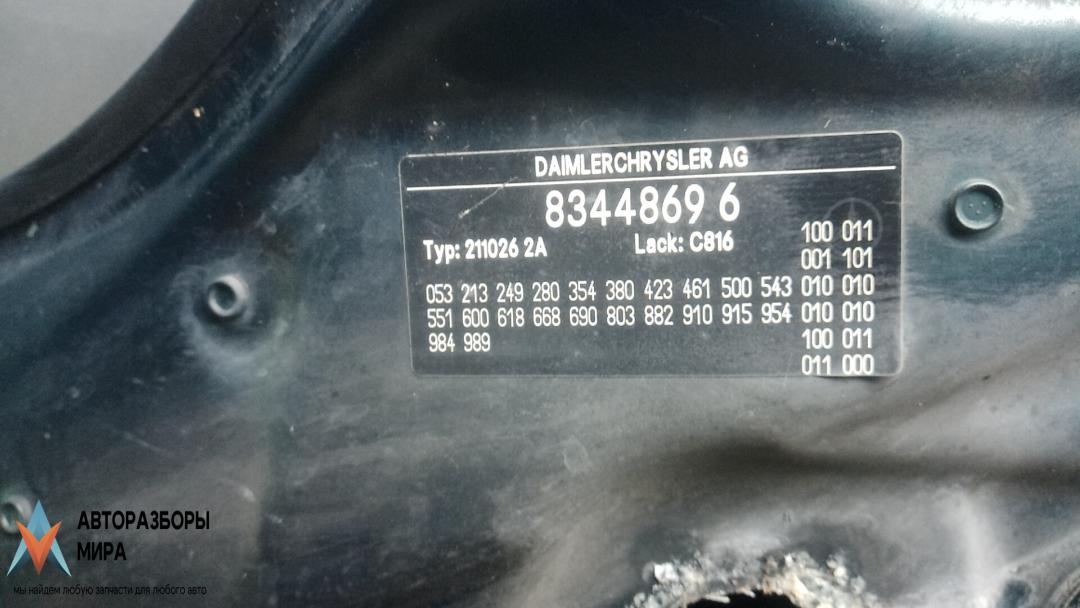 DAIMLERCHRYSLER AG
8344869 6
Typ: 211026 2A Lack: C816
053 213 249 280 354 380 423 461 500 543
551 600 618 668 690 803 882 910 915 954
984 989
100 011
001 101
010 010
010 010
100 011
011 000
АВТОРАЗБОРЫ
МИРА
мы найдем любую запчасти для любого авто